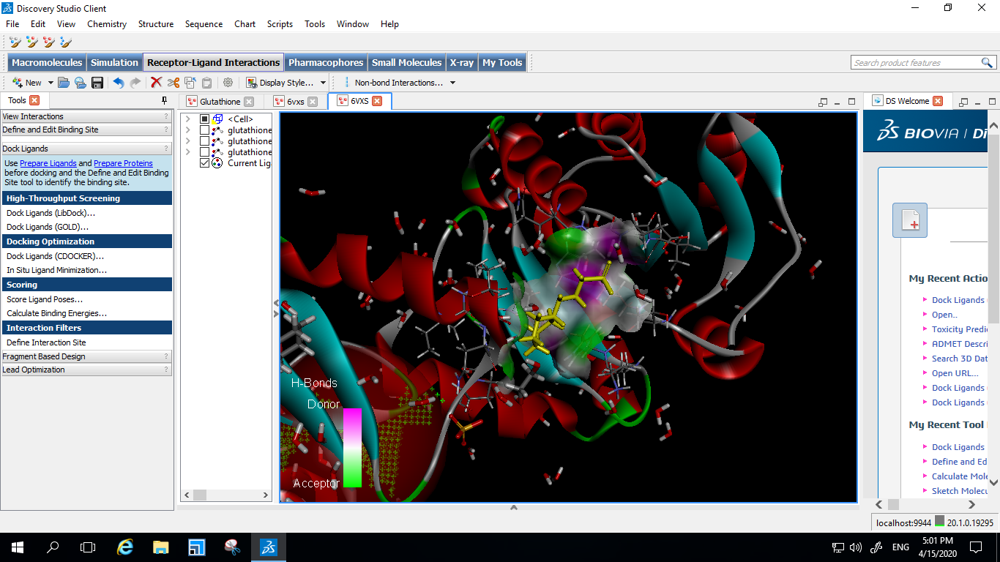 Discovery Studio Client
File Edit View Chemistry Structure Sequence Chart Scripts Tools Window Help
Macromolecules Simulation Receptor-Ligand Interactions Pharmacophores Small Molecules X-ray My Tools
Search product features
New Display Style... Non-bond Interactions...
Tools
Glutathione 6vxs 6VXS
DS Welcome
View Interactions ?
Define and Edit Binding Site ?
Dock Ligands ?
Use Prepare Ligands and Prepare Proteins
before docking and the Define and Edit Binding
Site tool to identify the binding site.
High-Throughput Screening
Dock Ligands (LibDock)...
Dock Ligands (GOLD)...
Docking Optimization
Dock Ligands (CDOCKER)...
In Situ Ligand Minimization...
Scoring
Score Ligand Poses...
Calculate Binding Energies...
Interaction Filters
Define Interaction Site
Fragment Based Design ?
Lead Optimization ?
<Cell>
glutathione
glutathione
glutathione
Current Lig
H-Bonds
Donor
Acceptor
3S BIOVIA | Di
My Recent Actio
Dock Ligands (
Open..
Toxicity Predi
ADMET Descri
Search 3D Dat
Open URL...
Dock Ligands (
Dock Ligands (
My Recent Tool
Dock Ligands
Define and Ed
Calculate Mole
Sketch Molecu
localhost:9944 20.1.0.19295
ENG
5:01 PM
4/15/2020